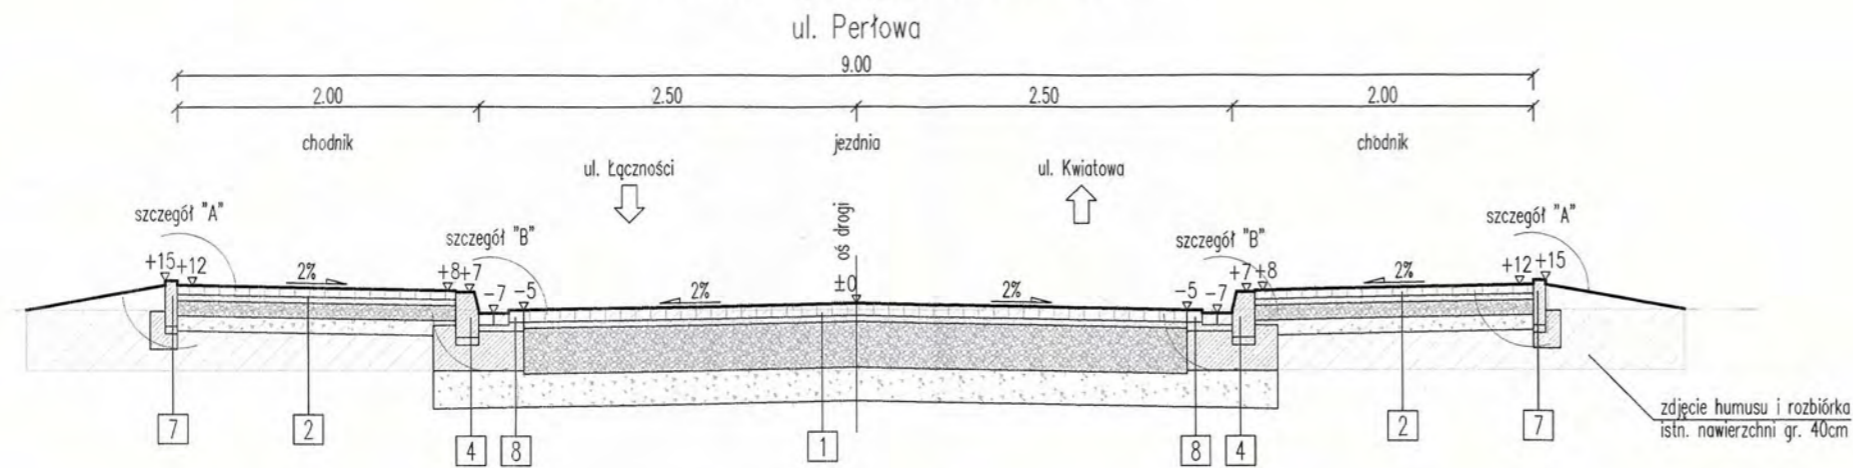 ul. Perłowa
9.00
2.00 2.50 2.50 2.00
chodnik jezdnia chodnik
ul. Łączności ul. Kwiatowa
szczegół "A" szczegół "B" oś drogi szczegół "B" szczegół "A"
+15 +12 2% +8 +7 -7 -5 2% ±0 2% -5 -7 +7 +8 2% +12 +15
7 2 4 8 1 8 4 2 7
zdjęcie humusu i rozbiórka
istn. nawierzchni gr. 40cm